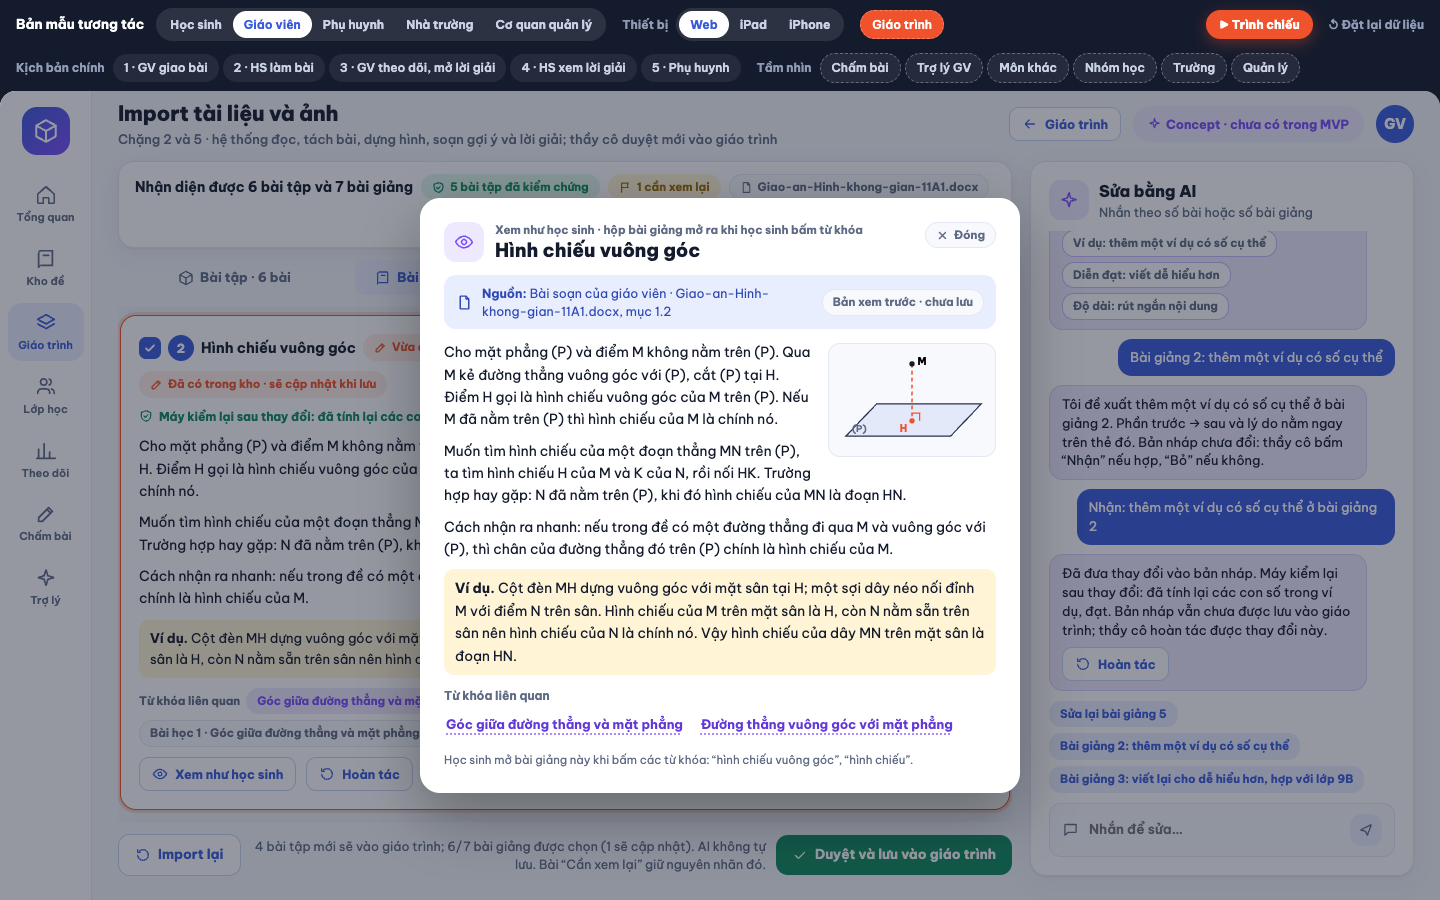 Bản mẫu tương tác
Học sinh
Giáo viên
Phụ huynh
Nhà trường
Cơ quan quản lý
Thiết bị
Web
iPad
iPhone
Giáo trình
Trình chiếu
Đặt lại dữ liệu
Kịch bản chính
1 · GV giao bài
2 · HS làm bài
3 · GV theo dõi, mở lời giải
4 · HS xem lời giải
5 · Phụ huynh
Tầm nhìn
Chấm bài
Trợ lý GV
Môn khác
Nhóm học
Trường
Quản lý
Tổng quan
Kho đề
Giáo trình
Lớp học
Theo dõi
Chấm bài
Trợ lý
Import tài liệu và ảnh
Chặng 2 và 5 · hệ thống đọc, tách bài, dựng hình, soạn gợi ý và lời giải; thầy cô duyệt mới vào giáo trình
Giáo trình
Concept · chưa có trong MVP
GV
Nhận diện được 6 bài tập và 7 bài giảng
5 bài tập đã kiểm chứng
1 cần xem lại
Giao-an-Hinh-khong-gian-11A1.docx
Bài tập · 6 bài
Bài
2
Hình chiếu vuông góc
Vừa
Đã có trong kho · sẽ cập nhật khi lưu
Máy kiểm lại sau thay đổi: đã tính lại các co
Cho mặt phẳng (P) và điểm M không nằm
H. Điểm H gọi là hình chiếu vuông góc của
chính nó.
Muốn tìm hình chiếu của một đoạn thẳng M
Trường hợp hay gặp: N đã nằm trên (P), kh
Cách nhận ra nhanh: nếu trong đề có một
chính là hình chiếu của M.
Ví dụ. Cột đèn MH dựng vuông góc với mặ
sân là H, còn N nằm sẵn trên sân nên hình c
Từ khóa liên quan
Góc giữa đường thẳng và mặ
Bài học 1 · Góc giữa đường thẳng và mặt phẳng
Xem như học sinh
Hoàn tác
Import lại
4 bài tập mới sẽ vào giáo trình; 6/7 bài giảng được chọn (1 sẽ cập nhật). AI không tự
lưu. Bài “Cần xem lại” giữ nguyên nhãn đó.
Duyệt và lưu vào giáo trình
Xem như học sinh · hộp bài giảng mở ra khi học sinh bấm từ khóa
Hình chiếu vuông góc
Đóng
Nguồn: Bài soạn của giáo viên · Giao-an-Hinh-
khong-gian-11A1.docx, mục 1.2
Bản xem trước · chưa lưu
Cho mặt phẳng (P) và điểm M không nằm trên (P). Qua
M kẻ đường thẳng vuông góc với (P), cắt (P) tại H.
Điểm H gọi là hình chiếu vuông góc của M trên (P). Nếu
M đã nằm trên (P) thì hình chiếu của M là chính nó.
M
(P)
H
Muốn tìm hình chiếu của một đoạn thẳng MN trên (P),
ta tìm hình chiếu H của M và K của N, rồi nối HK. Trường
hợp hay gặp: N đã nằm trên (P), khi đó hình chiếu của MN là đoạn HN.
Cách nhận ra nhanh: nếu trong đề có một đường thẳng đi qua M và vuông góc với
(P), thì chân của đường thẳng đó trên (P) chính là hình chiếu của M.
Ví dụ. Cột đèn MH dựng vuông góc với mặt sân tại H; một sợi dây néo nối đỉnh
M với điểm N trên sân. Hình chiếu của M trên mặt sân là H, còn N nằm sẵn trên
sân nên hình chiếu của N là chính nó. Vậy hình chiếu của dây MN trên mặt sân là
đoạn HN.
Từ khóa liên quan
Góc giữa đường thẳng và mặt phẳng
Đường thẳng vuông góc với mặt phẳng
Học sinh mở bài giảng này khi bấm các từ khóa: “hình chiếu vuông góc”, “hình chiếu”.
Sửa bằng AI
Nhắn theo số bài hoặc số bài giảng
Ví dụ: thêm một ví dụ có số cụ thể
Diễn đạt: viết dễ hiểu hơn
Độ dài: rút ngắn nội dung
Bài giảng 2: thêm một ví dụ có số cụ thể
Tôi đề xuất thêm một ví dụ có số cụ thể ở bài
giảng 2. Phần trước → sau và lý do nằm ngay
trên thẻ đó. Bản nháp chưa đổi: thầy cô bấm
“Nhận” nếu hợp, “Bỏ” nếu không.
Nhận: thêm một ví dụ có số cụ thể ở bài giảng
2
Đã đưa thay đổi vào bản nháp. Máy kiểm lại
sau thay đổi: đã tính lại các con số trong ví
dụ, đạt. Bản nháp vẫn chưa được lưu vào giáo
trình; thầy cô hoàn tác được thay đổi này.
Hoàn tác
Sửa lại bài giảng 5
Bài giảng 2: thêm một ví dụ có số cụ thể
Bài giảng 3: viết lại cho dễ hiểu hơn, hợp với lớp 9B
Nhắn để sửa...